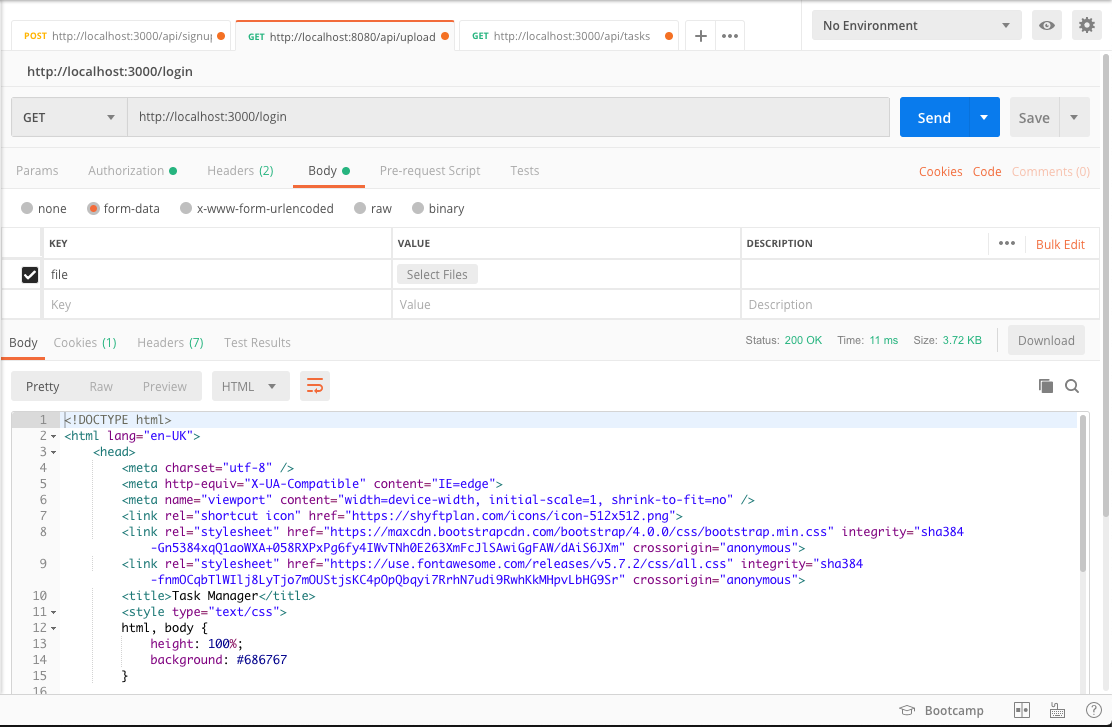 POST http://localhost:3000/api/signup GET http://localhost:8080/api/upload GET http://localhost:3000/api/tasks + ••• No Environment
http://localhost:3000/login
GET http://localhost:3000/login Send Save
Params Authorization Headers (2) Body Pre-request Script Tests Cookies Code Comments (0)
none form-data x-www-form-urlencoded raw binary
KEY VALUE DESCRIPTION ••• Bulk Edit
file Select Files
Key Value Description
Body Cookies (1) Headers (7) Test Results Status: 200 OK Time: 11 ms Size: 3.72 KB Download
Pretty Raw Preview HTML
1 <!DOCTYPE html>
2 <html lang="en-UK">
3 <head>
4 <meta charset="utf-8" />
5 <meta http-equiv="X-UA-Compatible" content="IE=edge">
6 <meta name="viewport" content="width=device-width, initial-scale=1, shrink-to-fit=no" />
7 <link rel="shortcut icon" href="https://shyftplan.com/icons/icon-512x512.png">
8 <link rel="stylesheet" href="https://maxcdn.bootstrapcdn.com/bootstrap/4.0.0/css/bootstrap.min.css" integrity="sha384
-Gn5384xqQ1aoWXA+058RXPxPg6fy4IWvTNh0E263XmFcJlSAwiGgFAW/dAiS6JXm" crossorigin="anonymous">
9 <link rel="stylesheet" href="https://use.fontawesome.com/releases/v5.7.2/css/all.css" integrity="sha384
-fnmOCqbTlWIlj8LyTjo7mOUStjsKC4pOpQbqyi7RrhN7udi9RwhKkMHpvLbHG9Sr" crossorigin="anonymous">
10 <title>Task Manager</title>
11 <style type="text/css">
12 html, body {
13 height: 100%;
14 background: #686767
15 }
16
Bootcamp ?